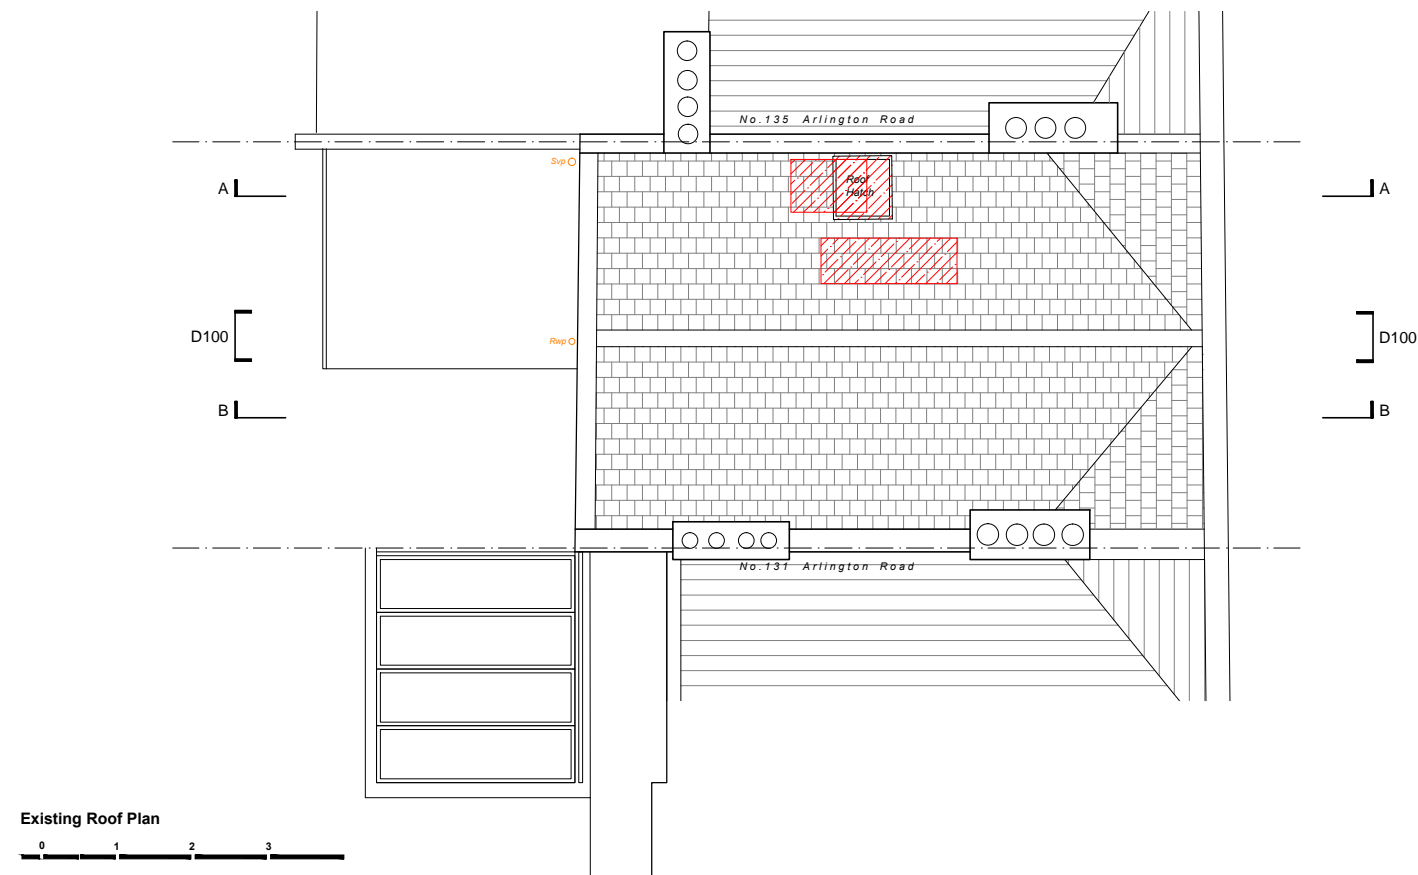 No.135 Arlington Road
Svp
A
Roof
Hatch
A
D100
Rwp
D100
B
B
No.131 Arlington Road
Existing Roof Plan
0 1 2 3